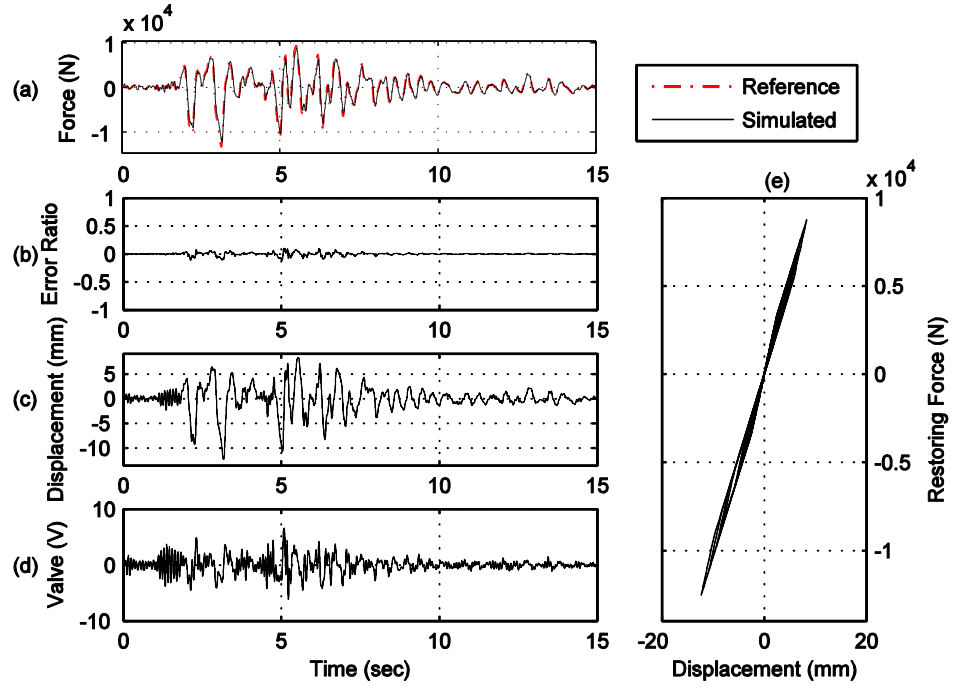 x 10^4
1
0
-1
Force (N)
(a)
0
5
10
15
Reference
Simulated
1
0.5
0
-0.5
-1
Error Ratio
(b)
0
5
10
15
5
0
-5
-10
Displacement (mm)
(c)
0
5
10
15
10
0
-10
Valve (V)
(d)
0
5
10
15
Time (sec)
(e)
x 10^4
1
0.5
0
-0.5
-1
Restoring Force (N)
-20
0
20
Displacement (mm)